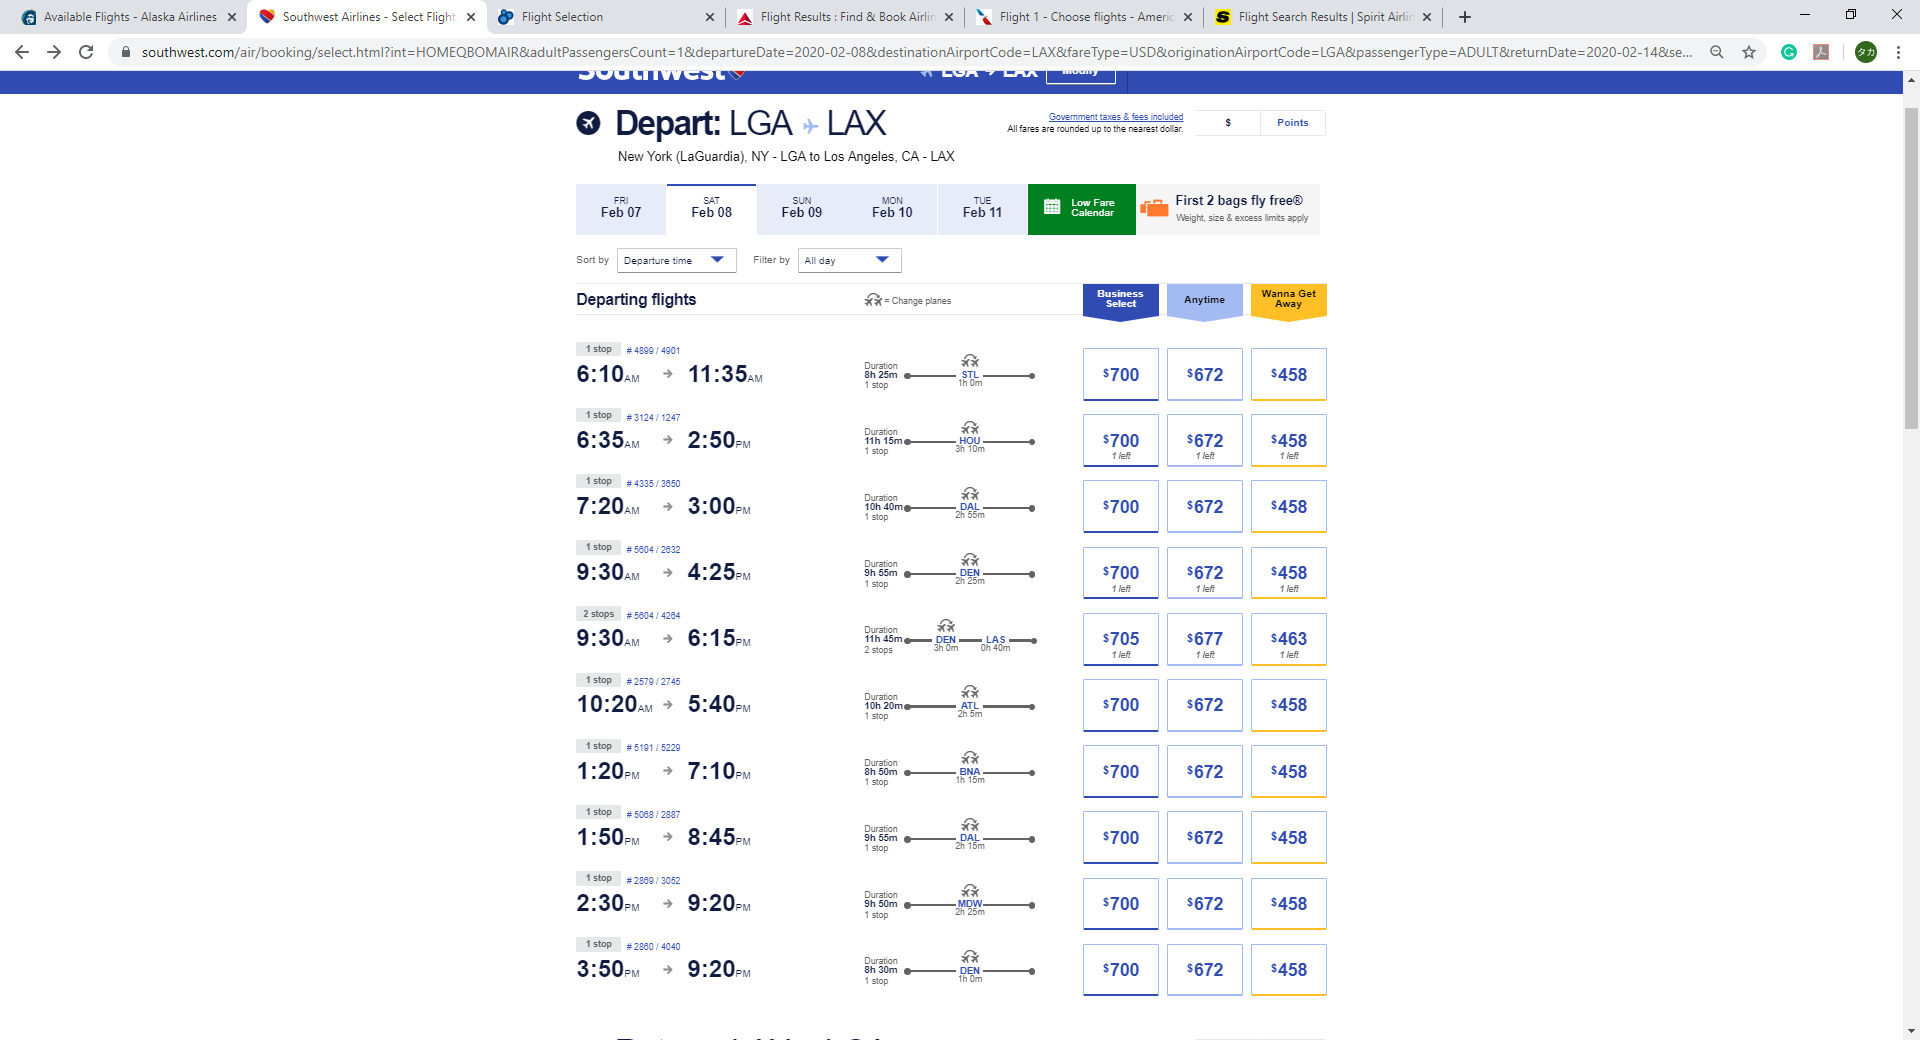 Available Flights - Alaska Airlines
Southwest Airlines - Select Flight
Flight Selection
Flight Results : Find & Book Airlin
Flight 1 - Choose flights - Americ
Flight Search Results | Spirit Airlin
southwest.com/air/booking/select.html?int=HOMEQBOMAIR&adultPassengersCount=1&departureDate=2020-02-08&destinationAirportCode=LAX&fareType=USD&originationAirportCode=LGA&passengerType=ADULT&returnDate=2020-02-14&se...
タカ
Southwest LGA LAX Modify
Depart: LGA LAX
Government taxes & fees included
All fares are rounded up to the nearest dollar.
$ Points
New York (LaGuardia), NY - LGA to Los Angeles, CA - LAX
FRI Feb 07
SAT Feb 08
SUN Feb 09
MON Feb 10
TUE Feb 11
Low Fare Calendar
First 2 bags fly free®
Weight, size & excess limits apply
Sort by Departure time Filter by All day
Departing flights = Change planes Business Select Anytime Wanna Get Away
1 stop # 4899 / 4901
6:10AM → 11:35AM Duration 8h 25m 1 stop STL 1h 0m $700 $672 $458
1 stop # 3124 / 1247
6:35AM → 2:50PM Duration 11h 15m 1 stop HOU 3h 10m $700 1 left $672 1 left $458 1 left
1 stop # 4335 / 3650
7:20AM → 3:00PM Duration 10h 40m 1 stop DAL 2h 55m $700 $672 $458
1 stop # 5604 / 2632
9:30AM → 4:25PM Duration 9h 55m 1 stop DEN 2h 25m $700 1 left $672 1 left $458 1 left
2 stops # 5604 / 4264
9:30AM → 6:15PM Duration 11h 45m 2 stops DEN 3h 0m LAS 0h 40m $705 1 left $677 1 left $463 1 left
1 stop # 2579 / 2745
10:20AM → 5:40PM Duration 10h 20m 1 stop ATL 2h 5m $700 $672 $458
1 stop # 5191 / 5229
1:20PM → 7:10PM Duration 8h 50m 1 stop BNA 1h 15m $700 $672 $458
1 stop # 5068 / 2887
1:50PM → 8:45PM Duration 9h 55m 1 stop DAL 2h 15m $700 $672 $458
1 stop # 2869 / 3052
2:30PM → 9:20PM Duration 9h 50m 1 stop MDW 2h 25m $700 $672 $458
1 stop # 2860 / 4040
3:50PM → 9:20PM Duration 8h 30m 1 stop DEN 1h 0m $700 $672 $458